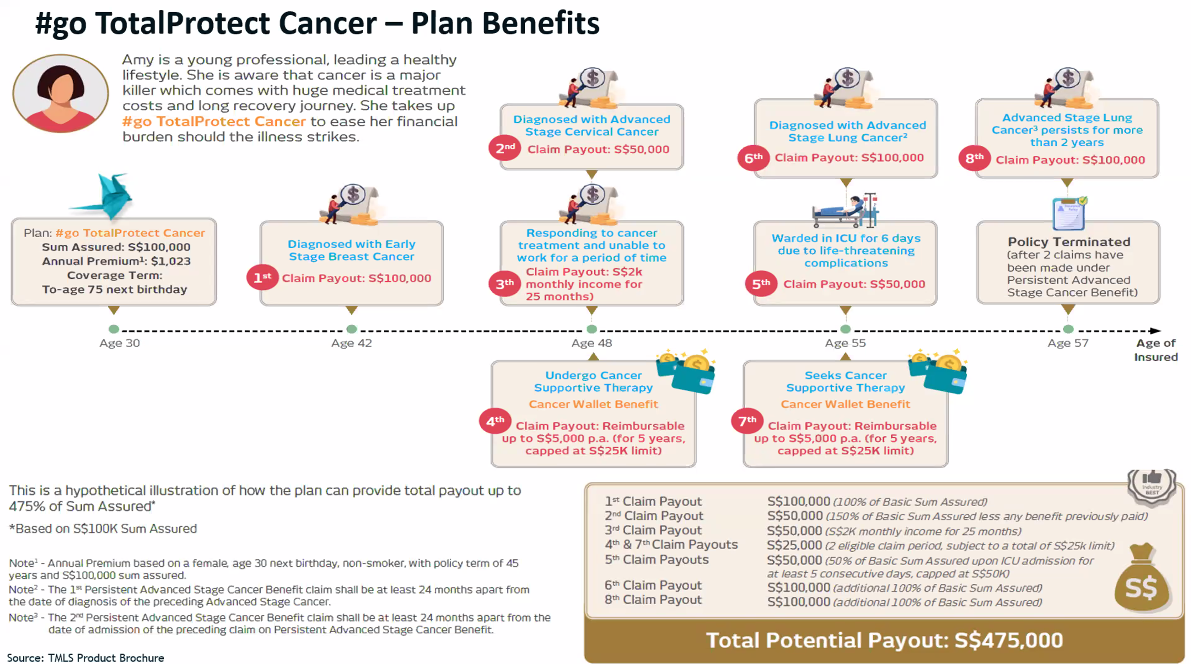 #go TotalProtect Cancer – Plan Benefits
Amy is a young professional, leading a healthy
lifestyle. She is aware that cancer is a major
killer which comes with huge medical treatment
costs and long recovery journey. She takes up
#go TotalProtect Cancer to ease her financial
burden should the illness strikes.
Plan: #go TotalProtect Cancer
Sum Assured: S$100,000
Annual Premium¹: $1,023
Coverage Term:
To-age 75 next birthday
Age 30
Diagnosed with Early
Stage Breast Cancer
1st Claim Payout: S$100,000
Age 42
Diagnosed with Advanced
Stage Cervical Cancer
2nd Claim Payout: S$50,000
Responding to cancer
treatment and unable to
work for a period of time
3rd Claim Payout: S$2k
monthly income for
25 months)
Age 48
Undergo Cancer
Supportive Therapy
Cancer Wallet Benefit
4th Claim Payout: Reimbursable
up to S$5,000 p.a. (for 5 years,
capped at S$25K limit)
Diagnosed with Advanced
Stage Lung Cancer²
6th Claim Payout: S$100,000
Warded in ICU for 6 days
due to life-threatening
complications
5th Claim Payout: S$50,000
Age 55
Seeks Cancer
Supportive Therapy
Cancer Wallet Benefit
7th Claim Payout: Reimbursable
up to S$5,000 p.a. (for 5 years,
capped at S$25K limit)
Advanced Stage Lung
Cancer³ persists for more
than 2 years
8th Claim Payout: S$100,000
Policy Terminated
(after 2 claims have
been made under
Persistent Advanced
Stage Cancer Benefit)
Age 57
Age of
Insured
This is a hypothetical illustration of how the plan can provide total payout up to
475% of Sum Assured*
*Based on S$100K Sum Assured
Note¹ - Annual Premium based on a female, age 30 next birthday, non-smoker, with policy term of 45
years and S$100,000 sum assured.
Note² - The 1st Persistent Advanced Stage Cancer Benefit claim shall be at least 24 months apart from
the date of diagnosis of the preceding Advanced Stage Cancer.
Note³ - The 2nd Persistent Advanced Stage Cancer Benefit claim shall be at least 24 months apart from the
date of admission of the preceding claim on Persistent Advanced Stage Cancer Benefit.
Source: TMLS Product Brochure
Industry
BEST
1st Claim Payout S$100,000 (100% of Basic Sum Assured)
2nd Claim Payout S$50,000 (150% of Basic Sum Assured less any benefit previously paid)
3rd Claim Payout S$50,000 (S$2K monthly income for 25 months)
4th & 7th Claim Payouts S$25,000 (2 eligible claim period, subject to a total of S$25k limit)
5th Claim Payouts S$50,000 (50% of Basic Sum Assured upon ICU admission for
at least 5 consecutive days, capped at S$50K)
6th Claim Payout S$100,000 (additional 100% of Basic Sum Assured)
8th Claim Payout S$100,000 (additional 100% of Basic Sum Assured)
S$
Total Potential Payout: S$475,000